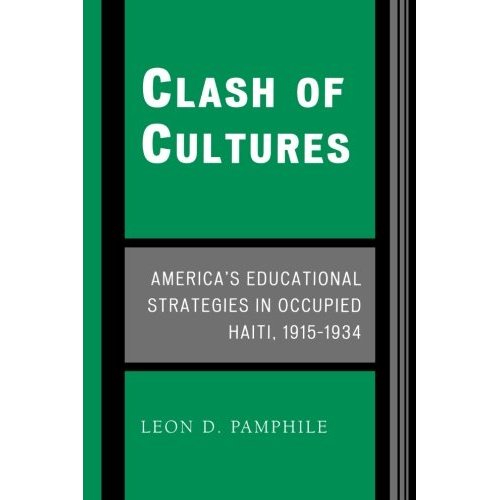 CLASH OF
CULTURES
AMERICA'S EDUCATIONAL
STRATEGIES IN OCCUPIED
HAITI, 1915-1934
LEON D. PAMPHILE